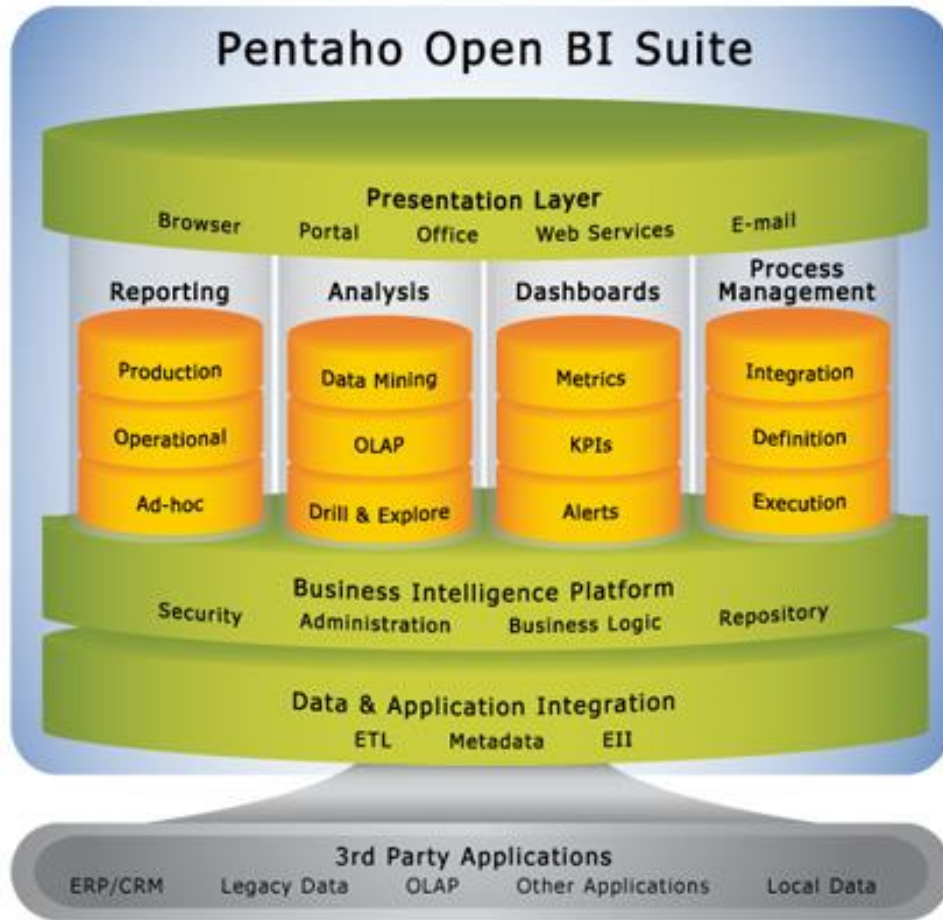 Pentaho Open BI Suite
Presentation Layer
Browser Portal Office Web Services E-mail
Reporting Analysis Dashboards Process Management
Production Data Mining Metrics Integration
Operational OLAP KPIs Definition
Ad-hoc Drill & Explore Alerts Execution
Business Intelligence Platform
Security Administration Business Logic Repository
Data & Application Integration
ETL Metadata EII
3rd Party Applications
ERP/CRM Legacy Data OLAP Other Applications Local Data